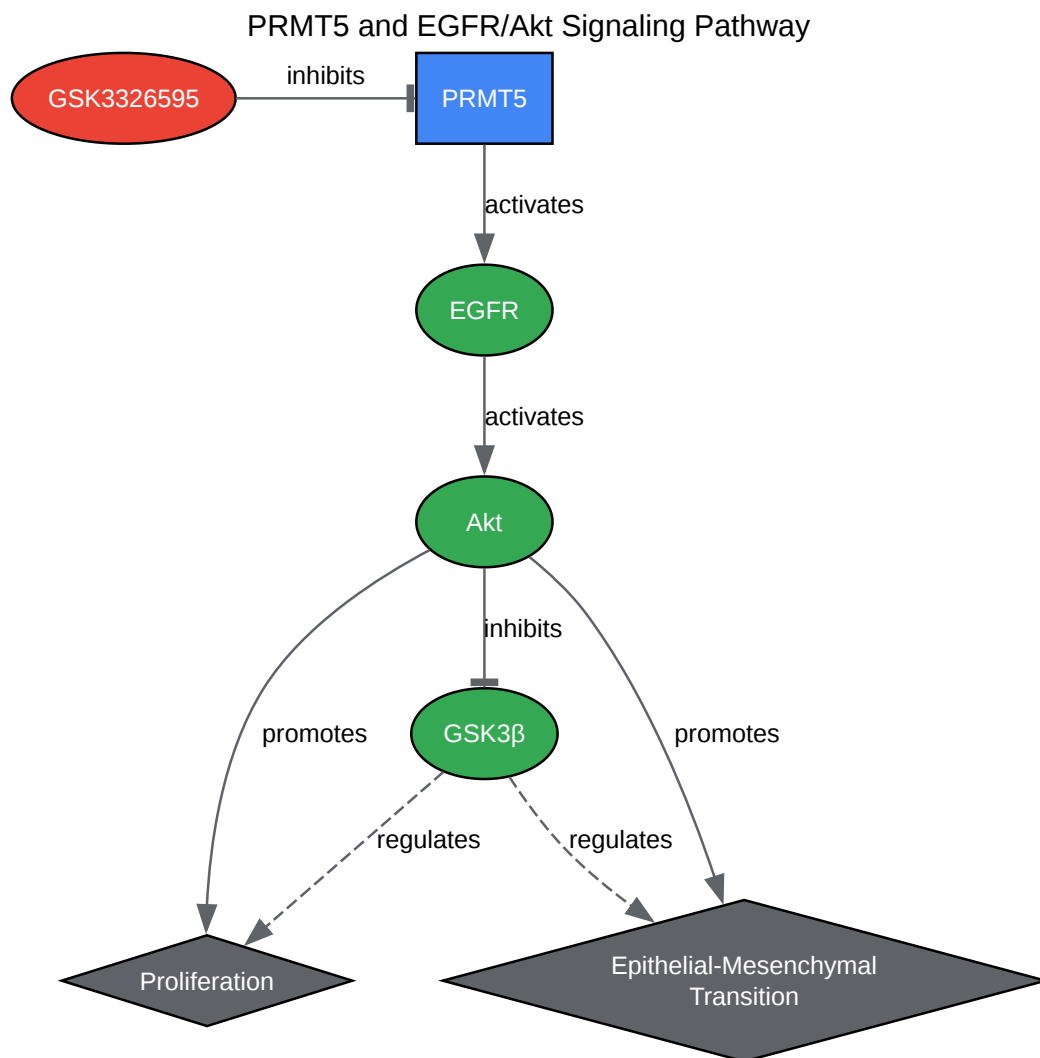 PRMT5 and EGFR/Akt Signaling Pathway
GSK3326595
inhibits
PRMT5
activates
EGFR
activates
Akt
inhibits
promotes
GSK3β
promotes
regulates
regulates
Proliferation
Epithelial-Mesenchymal
Transition